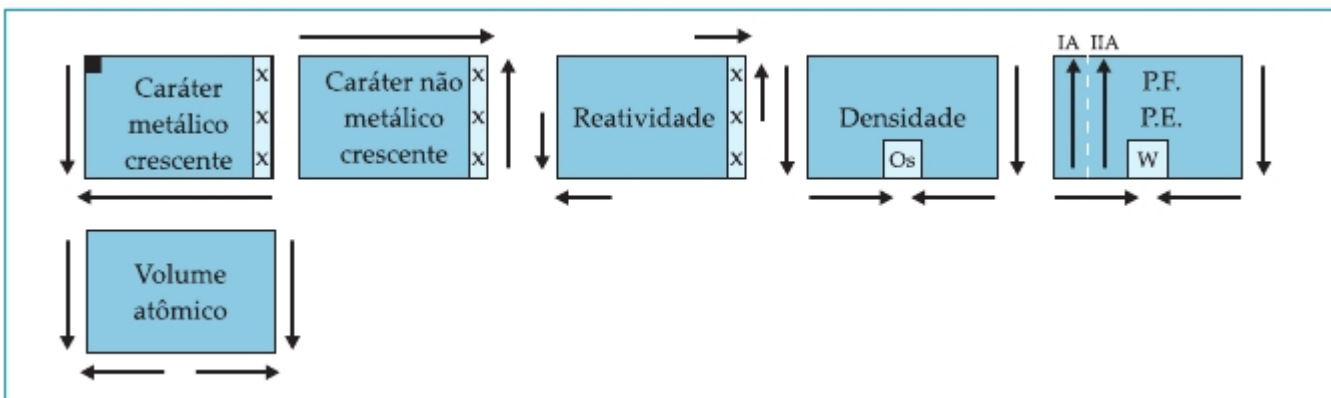 Caráter
metálico
crescente
x
x
x
Caráter não
metálico
crescente
x
x
x
Reatividade
x
x
x
Densidade
Os
IA IIA
P.F.
P.E.
W
Volume
atômico